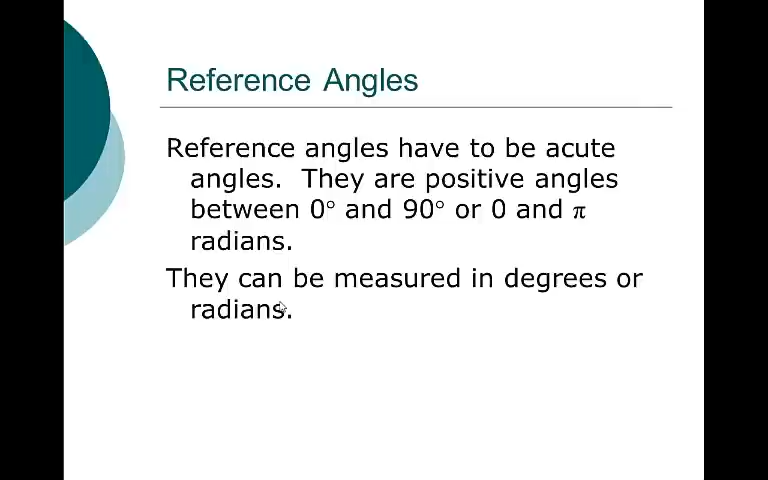 Reference Angles
Reference angles have to be acute
angles.  They are positive angles
between 0° and 90° or 0 and π
radians.
They can be measured in degrees or
radians.